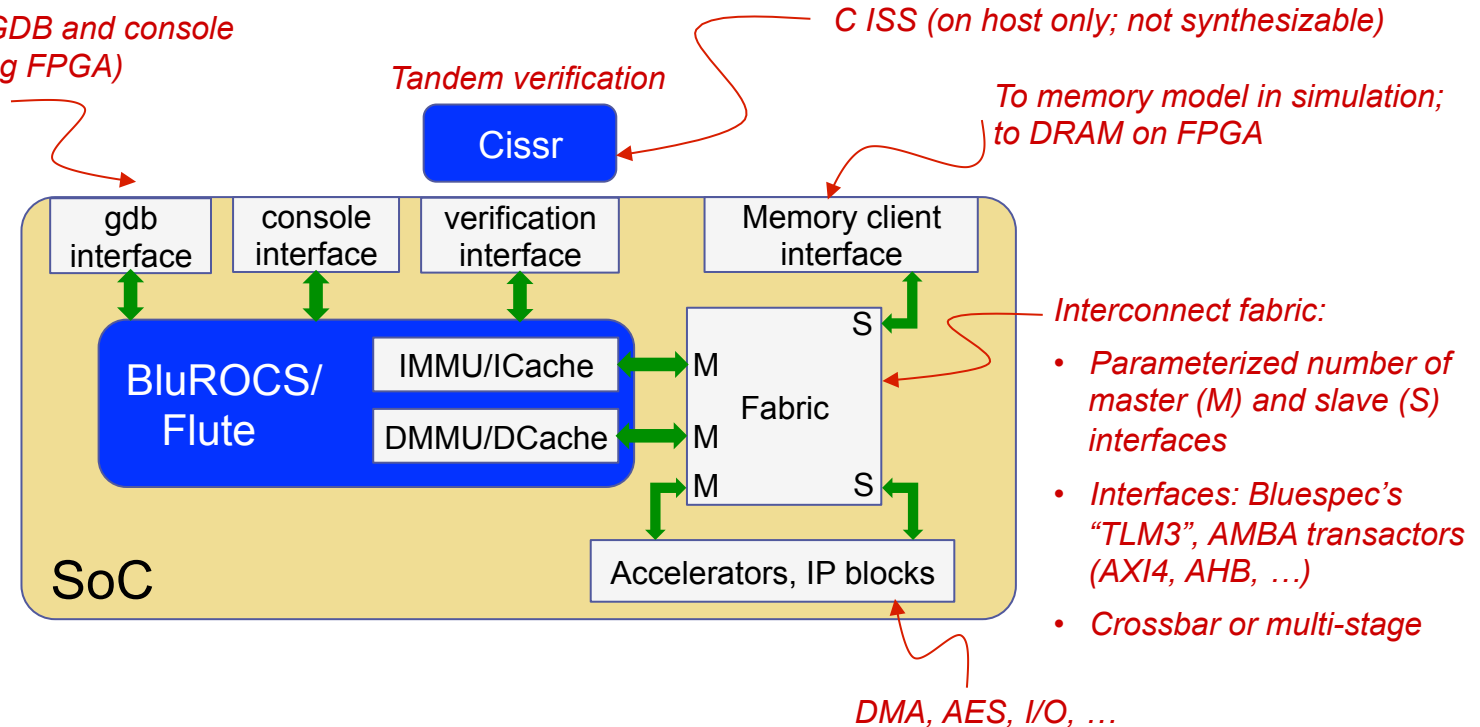 GDB and console
g FPGA)
C ISS (on host only; not synthesizable)
Tandem verification
To memory model in simulation;
to DRAM on FPGA
Cissr
gdb
interface
console
interface
verification
interface
Memory client
interface
BluROCS/
Flute
IMMU/ICache
DMMU/DCache
M
M
M
S
S
Fabric
Accelerators, IP blocks
SoC
Interconnect fabric:
• Parameterized number of
master (M) and slave (S)
interfaces
• Interfaces: Bluespec’s
“TLM3”, AMBA transactors
(AXI4, AHB, …)
• Crossbar or multi-stage
DMA, AES, I/O, …